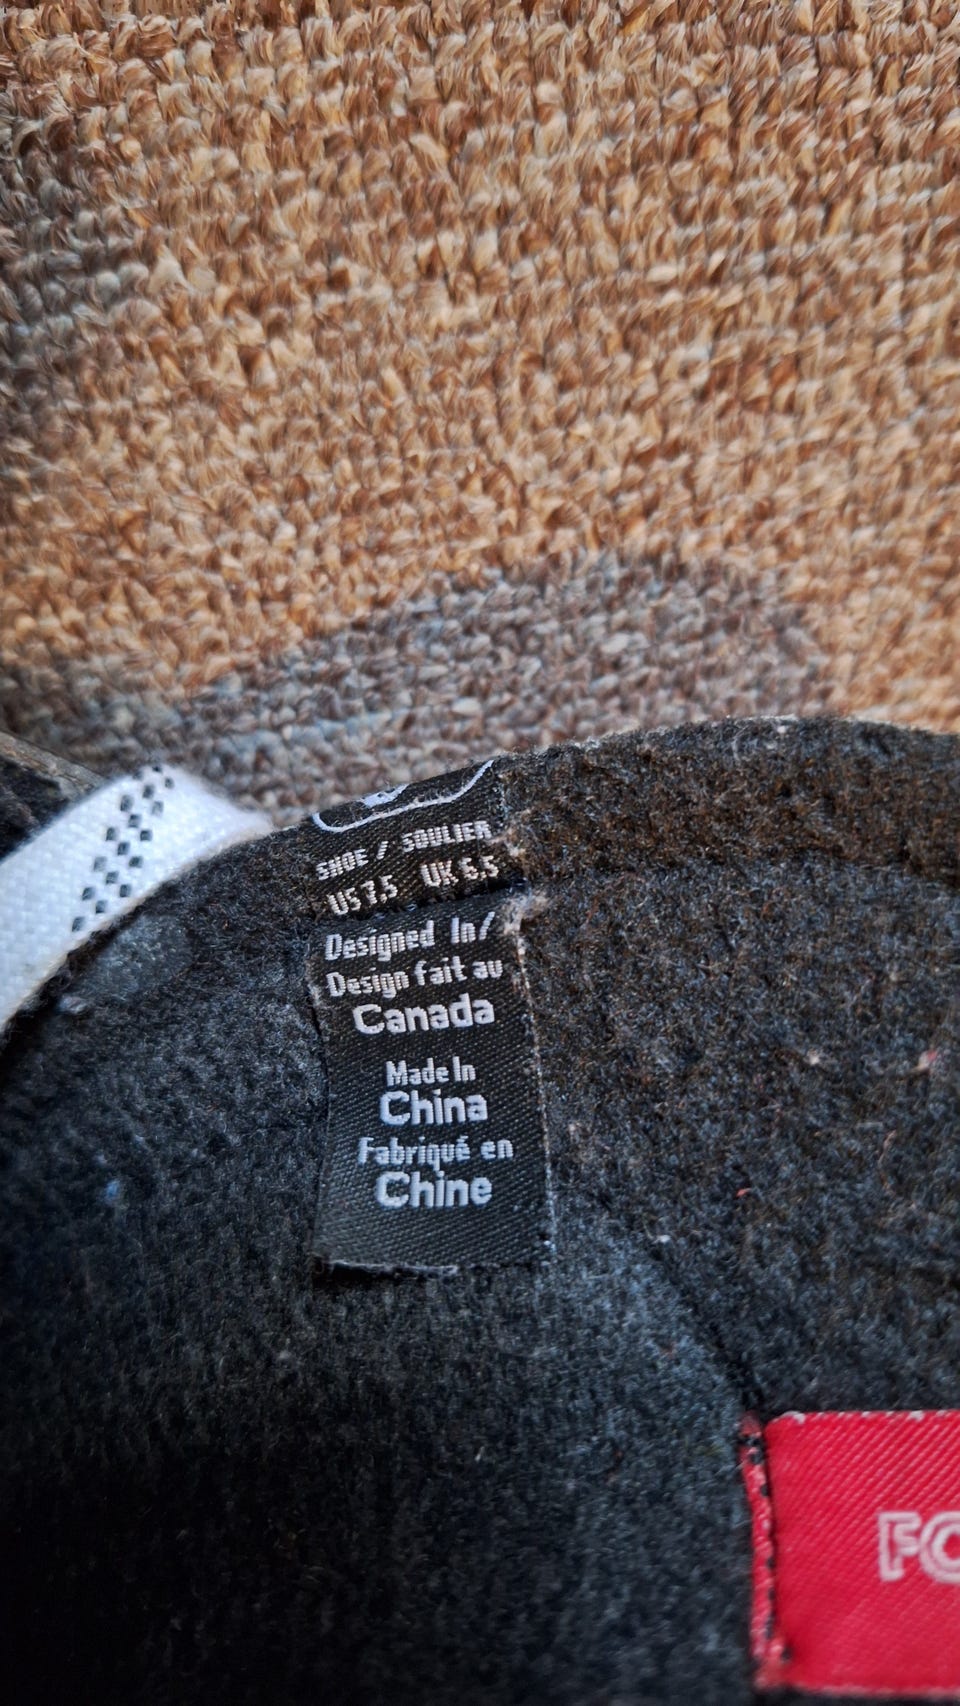 SHOE / SOULIER
US 7.5 UK 6.5
Designed In/
Design fait au
Canada
Made In
China
Fabriqué en
Chine